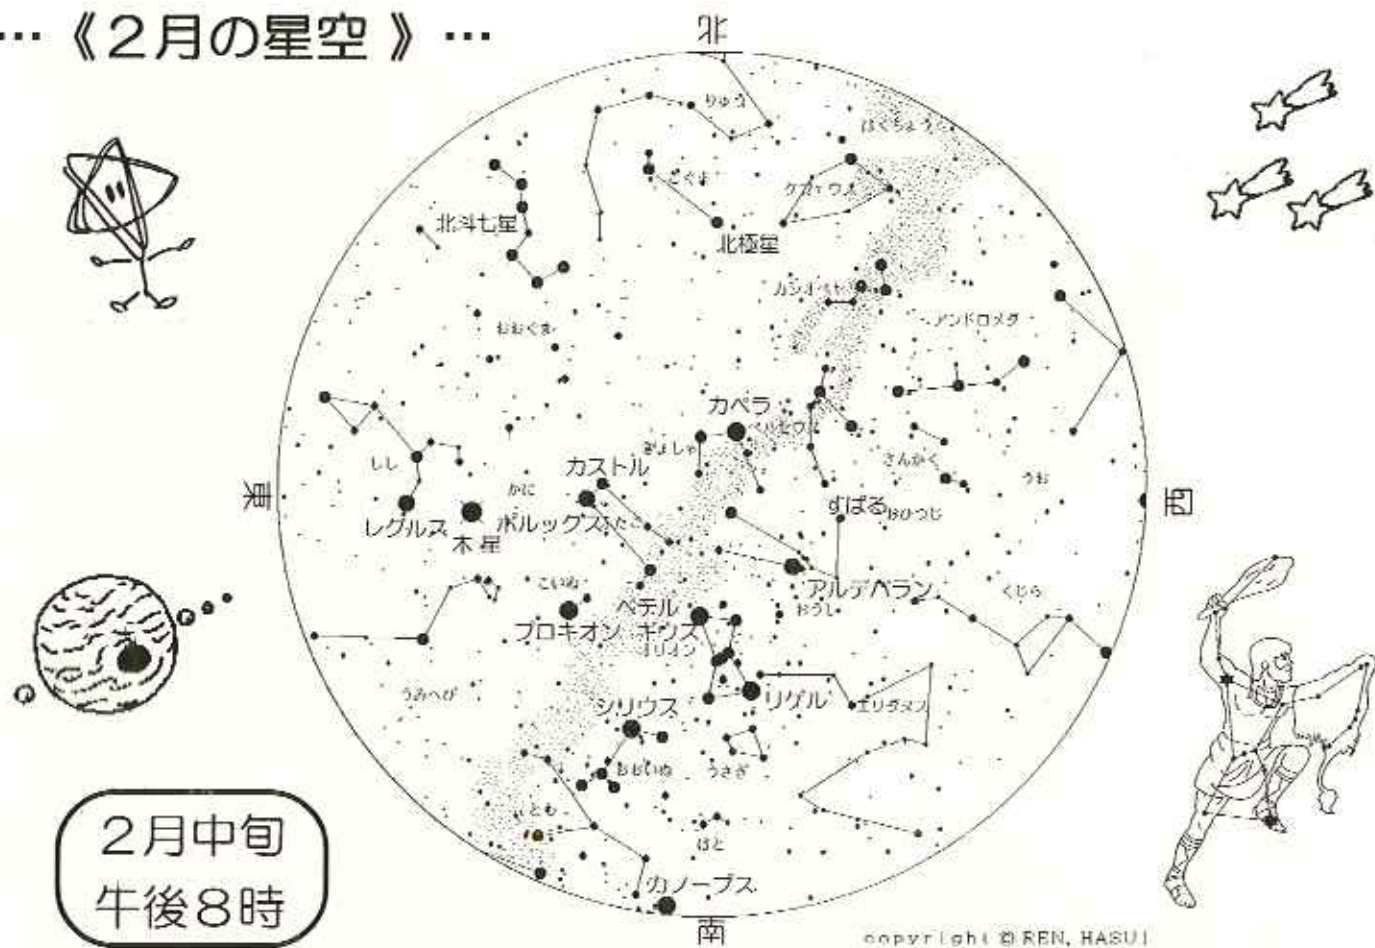 … 《2月の星空 》 …
北
りゅう
はくちょう
こぐま
ケフェウス
北斗七星
北極星
カシオペヤ
アンドロメダ
おおぐま
カペラ
ペルセウス
ぎょしゃ
さんかく
しし
カストル
うお
かに
東
西
レグルス
木星
ポルックス
ふたご
すばる
おひつじ
こいぬ
アルデバラン
くじら
ベテル
ギウス
おうし
プロキオン
オリオン
うみへび
シリウス
リゲル
エリダヌス
おおいぬ
うさぎ
とも
はと
カノープス
南
2月中旬
午後8時
copyright © REN, HASUI